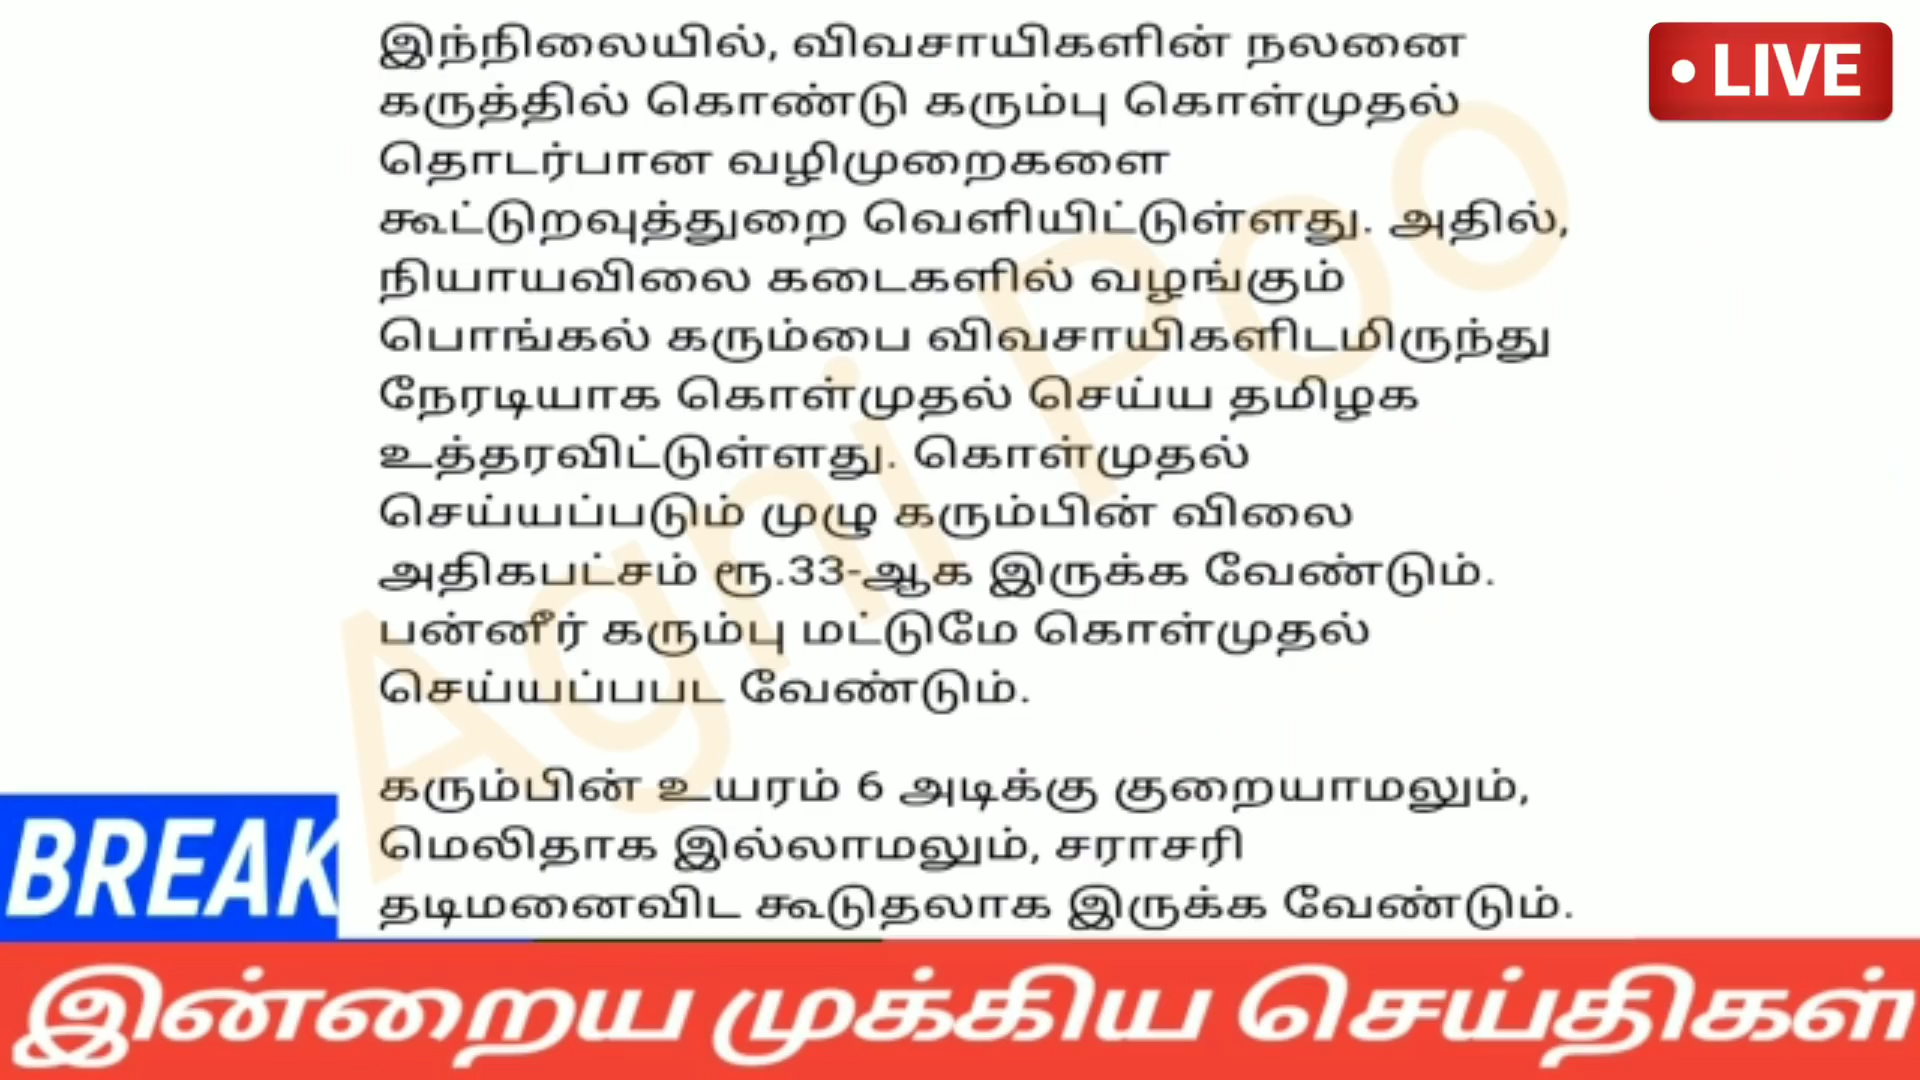 இந்நிலையில், விவசாயிகளின் நலனை
கருத்தில் கொண்டு கரும்பு கொள்முதல்
தொடர்பான வழிமுறைகளை
கூட்டுறவுத்துறை வெளியிட்டுள்ளது. அதில்,
நியாயவிலை கடைகளில் வழங்கும்
பொங்கல் கரும்பை விவசாயிகளிடமிருந்து
நேரடியாக கொள்முதல் செய்ய தமிழக
உத்தரவிட்டுள்ளது. கொள்முதல்
செய்யப்படும் முழு கரும்பின் விலை
அதிகபட்சம் ரூ.33-ஆக இருக்க வேண்டும்.
பன்னீர் கரும்பு மட்டுமே கொள்முதல்
செய்யப்பபட வேண்டும்.
கரும்பின் உயரம் 6 அடிக்கு குறையாமலும்,
மெலிதாக இல்லாமலும், சராசரி
தடிமனைவிட கூடுதலாக இருக்க வேண்டும்.
• LIVE
Agni Poo
BREAK
இன்றைய முக்கிய செய்திகள்